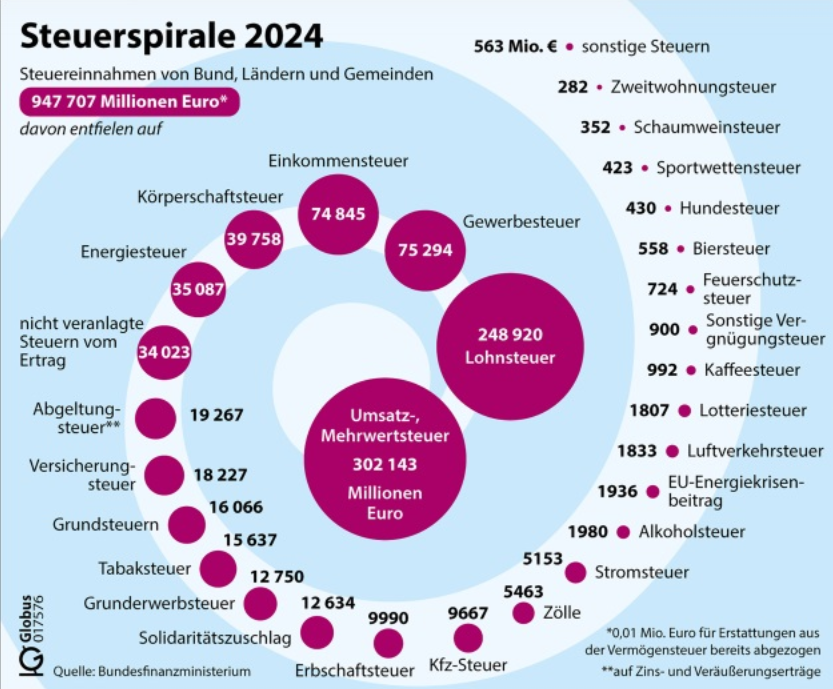 Steuerspirale 2024
Steuereinnahmen von Bund, Ländern und Gemeinden
947 707 Millionen Euro*
davon entfielen auf
563 Mio. € sonstige Steuern
282 Zweitwohnungsteuer
352 Schaumweinsteuer
423 Sportwettensteuer
430 Hundesteuer
558 Biersteuer
724 Feuerschutz-
steuer
900 Sonstige Ver-
gnügungsteuer
992 Kaffeesteuer
1807 Lotteriesteuer
1833 Luftverkehrsteuer
1936 EU-Energiekrisen-
beitrag
1980 Alkoholsteuer
5153 Stromsteuer
5463 Zölle
9667 Kfz-Steuer
9990 Erbschaftsteuer
12 634 Solidaritätszuschlag
12 750 Grunderwerbsteuer
15 637 Tabaksteuer
16 066 Grundsteuern
18 227 Versicherung-
steuer
19 267 Abgeltung-
steuer**
34 023 nicht veranlagte
Steuern vom
Ertrag
35 087 Energiesteuer
39 758 Körperschaftsteuer
74 845 Einkommensteuer
75 294 Gewerbesteuer
248 920
Lohnsteuer
Umsatz-,
Mehrwertsteuer
302 143
Millionen
Euro
Globus
017576
Quelle: Bundesfinanzministerium
*0,01 Mio. Euro für Erstattungen aus
der Vermögensteuer bereits abgezogen
**auf Zins- und Veräußerungserträge